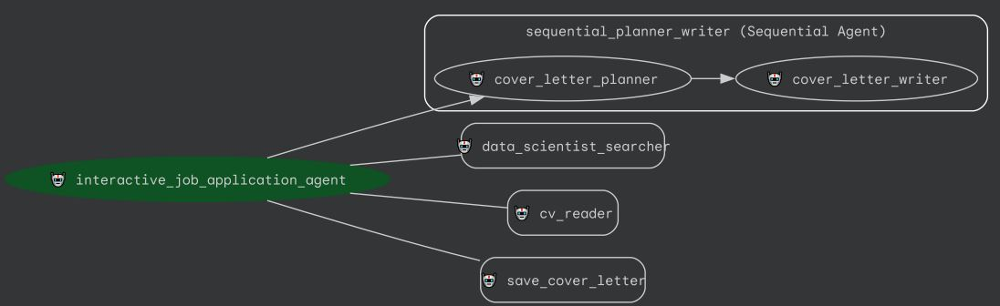 sequential_planner_writer (Sequential Agent)
cover_letter_planner
cover_letter_writer
data_scientist_searcher
interactive_job_application_agent
cv_reader
save_cover_letter